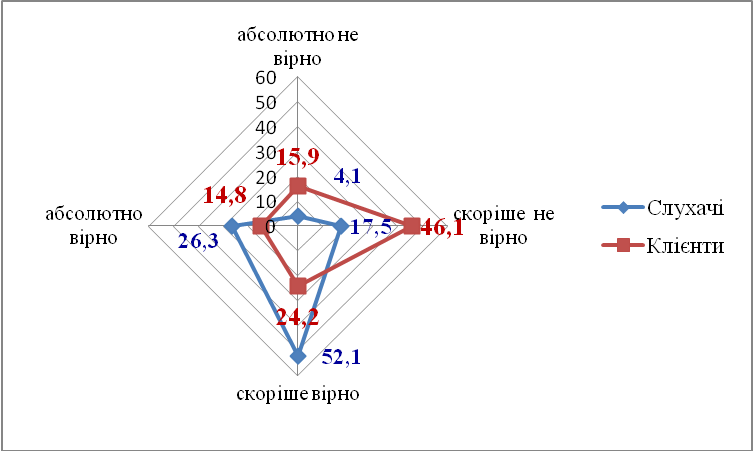 абсолютно не
вірно
60
50
40
30
20
10
0
15,9
4,1
14,8
абсолютно
вірно
26,3
17,5
46,1
скоріше не
вірно
24,2
52,1
скоріше вірно
Слухачі
Клієнти